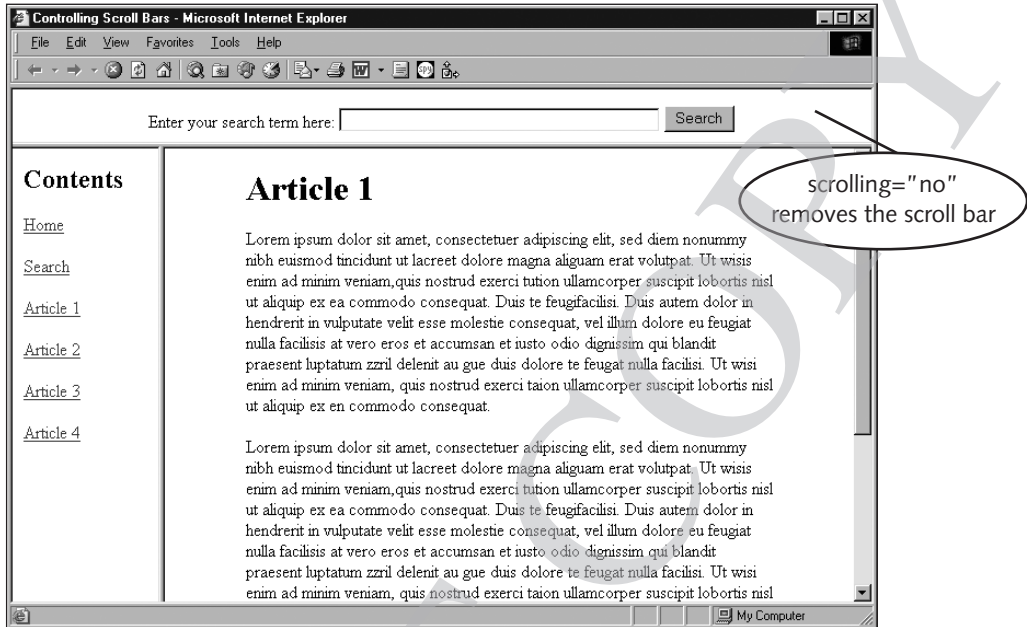 Controlling Scroll Bars - Microsoft Internet Explorer
File Edit View Favorites Tools Help
Enter your search term here: Search
scrolling="no"
removes the scroll bar
Contents
Home
Search
Article 1
Article 2
Article 3
Article 4
Article 1
Lorem ipsum dolor sit amet, consectetuer adipiscing elit, sed diem nonummy
nibh euismod tincidunt ut lacreet dolore magna aliguam erat volutpat. Ut wisis
enim ad minim veniam,quis nostrud exerci tution ullamcorper suscipit lobortis nisl
ut aliquip ex ea commodo consequat. Duis te feugifacilisi. Duis autem dolor in
hendrerit in vulputate velit esse molestie consequat, vel illum dolore eu feugiat
nulla facilisis at vero eros et accumsan et iusto odio dignissim qui blandit
praesent luptatum zzril delenit au gue duis dolore te feugat nulla facilisi. Ut wisi
enim ad minim veniam, quis nostrud exerci taion ullamcorper suscipit lobortis nisl
ut aliquip ex en commodo consequat.
Lorem ipsum dolor sit amet, consectetuer adipiscing elit, sed diem nonummy
nibh euismod tincidunt ut lacreet dolore magna aliguam erat volutpat. Ut wisis
enim ad minim veniam,quis nostrud exerci tution ullamcorper suscipit lobortis nisl
ut aliquip ex ea commodo consequat. Duis te feugifacilisi. Duis autem dolor in
hendrerit in vulputate velit esse molestie consequat, vel illum dolore eu feugiat
nulla facilisis at vero eros et accumsan et iusto odio dignissim qui blandit
praesent luptatum zzril delenit au gue duis dolore te feugat nulla facilisi. Ut wisi
enim ad minim veniam, quis nostrud exerci taion ullamcorper suscipit lobortis nisl
My Computer
COPY